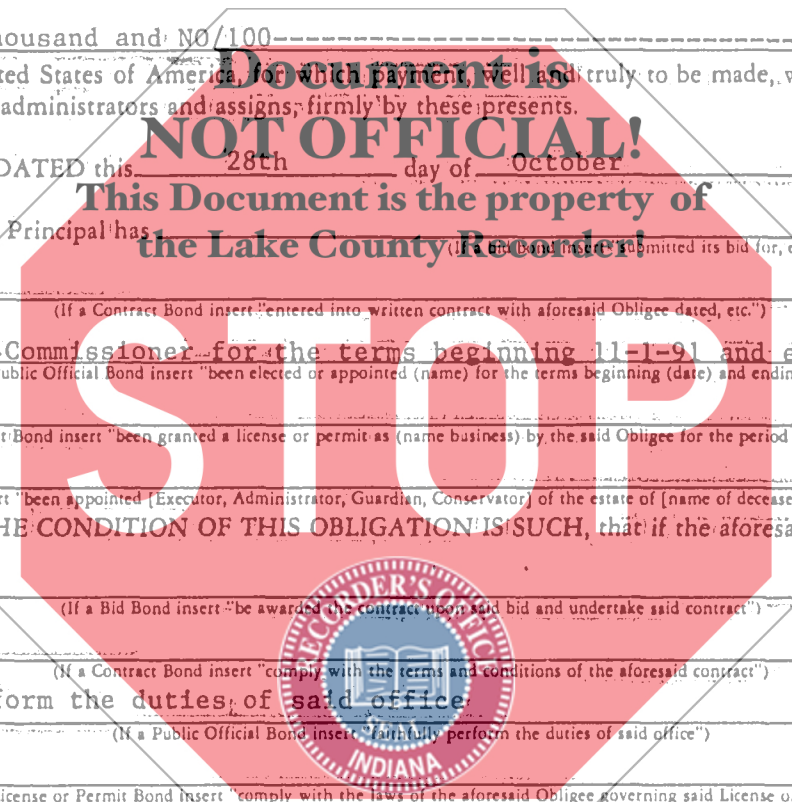 housand and NO/100
ted States of America, for which payment, well and truly to be made, w
Document is
administrators and assigns, firmly by these presents.
NOT OFFICIAL!
DATED this 28th day of October
This Document is the property of
Principal has
the Lake County Recorder!
(If a bid Bond insert "submitted its bid for, e
(If a Contract Bond insert "entered into written contract with aforesaid Obligee dated, etc.")
Commissioner for the terms beginning 11-1-91 and e
ublic Official Bond insert "been elected or appointed (name) for the terms beginning (date) and endin
STOP
t Bond insert "been granted a license or permit as (name business) by the said Obligee for the period
rt "been appointed [Executor, Administrator, Guardian, Conservator] of the estate of [name of decease
HE CONDITION OF THIS OBLIGATION IS SUCH, that if the aforesa
(If a Bid Bond insert "be awarded the contract upon said bid and undertake said contract")
RECORDER'S OFFICE
(If a Contract Bond insert "comply with the terms and conditions of the aforesaid contract")
form the duties of said office
(If a Public Official Bond insert "faithfully perform the duties of said office")
INDIANA
icense or Permit Bond insert "comply with the laws of the aforesaid Obligee governing said License o